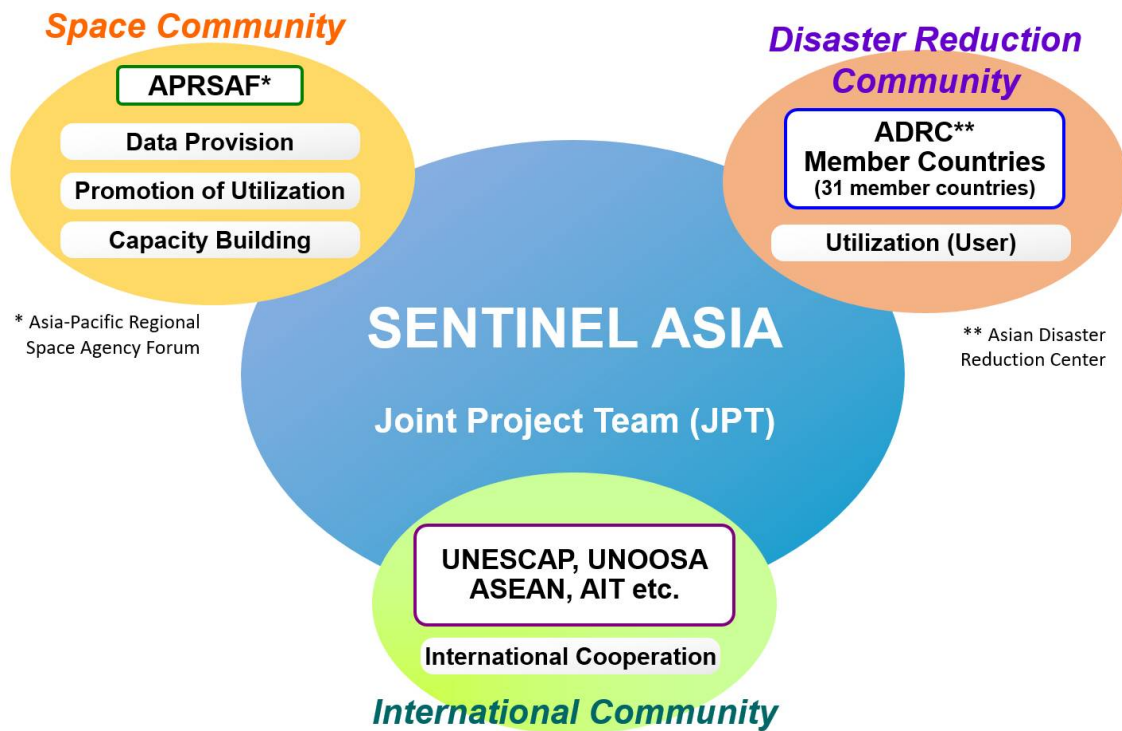 Space Community
APRSAF*
Data Provision
Promotion of Utilization
Capacity Building
* Asia-Pacific Regional
Space Agency Forum
Disaster Reduction
Community
ADRC**
Member Countries
(31 member countries)
Utilization (User)
** Asian Disaster
Reduction Center
SENTINEL ASIA
Joint Project Team (JPT)
UNESCAP, UNOOSA
ASEAN, AIT etc.
International Cooperation
International Community